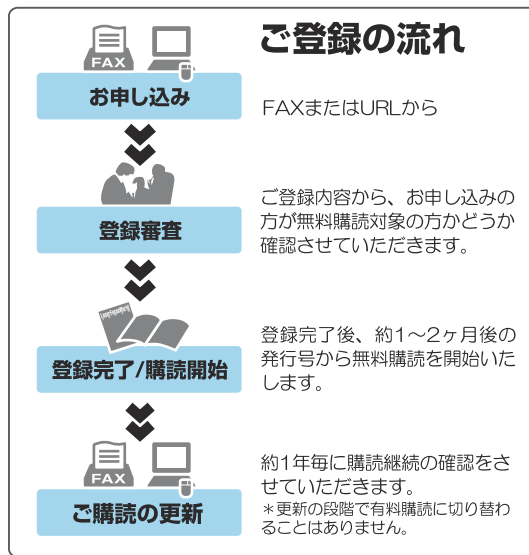 ご登録の流れ
FAX
お申し込み
FAXまたはURLから
登録審査
ご登録内容から、お申し込みの
方が無料購読対象の方かどうか
確認させていただきます。
登録完了/購読開始
登録完了後、約1〜2ヶ月後の
発行号から無料購読を開始いた
します。
FAX
ご購読の更新
約1年毎に購読継続の確認をさ
せていただきます。
＊更新の段階で有料購読に切り替わ
ることはありません。